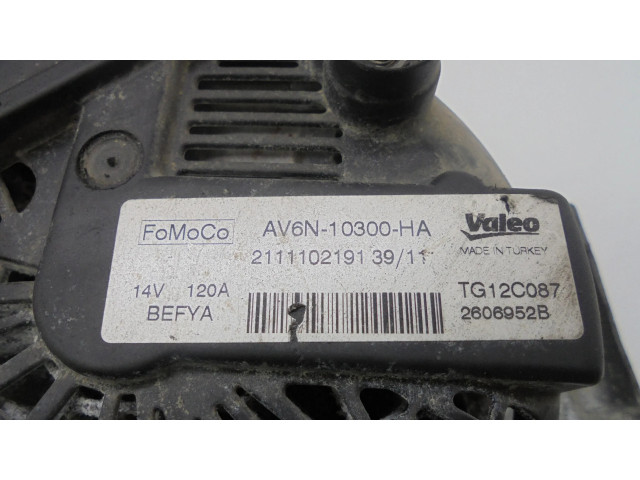 FoMoCo AV6N-10300-HA Valeo
MADE IN TURKEY
2111102191 39/11
14V 120A TG12C087
BEFYA 2606952B